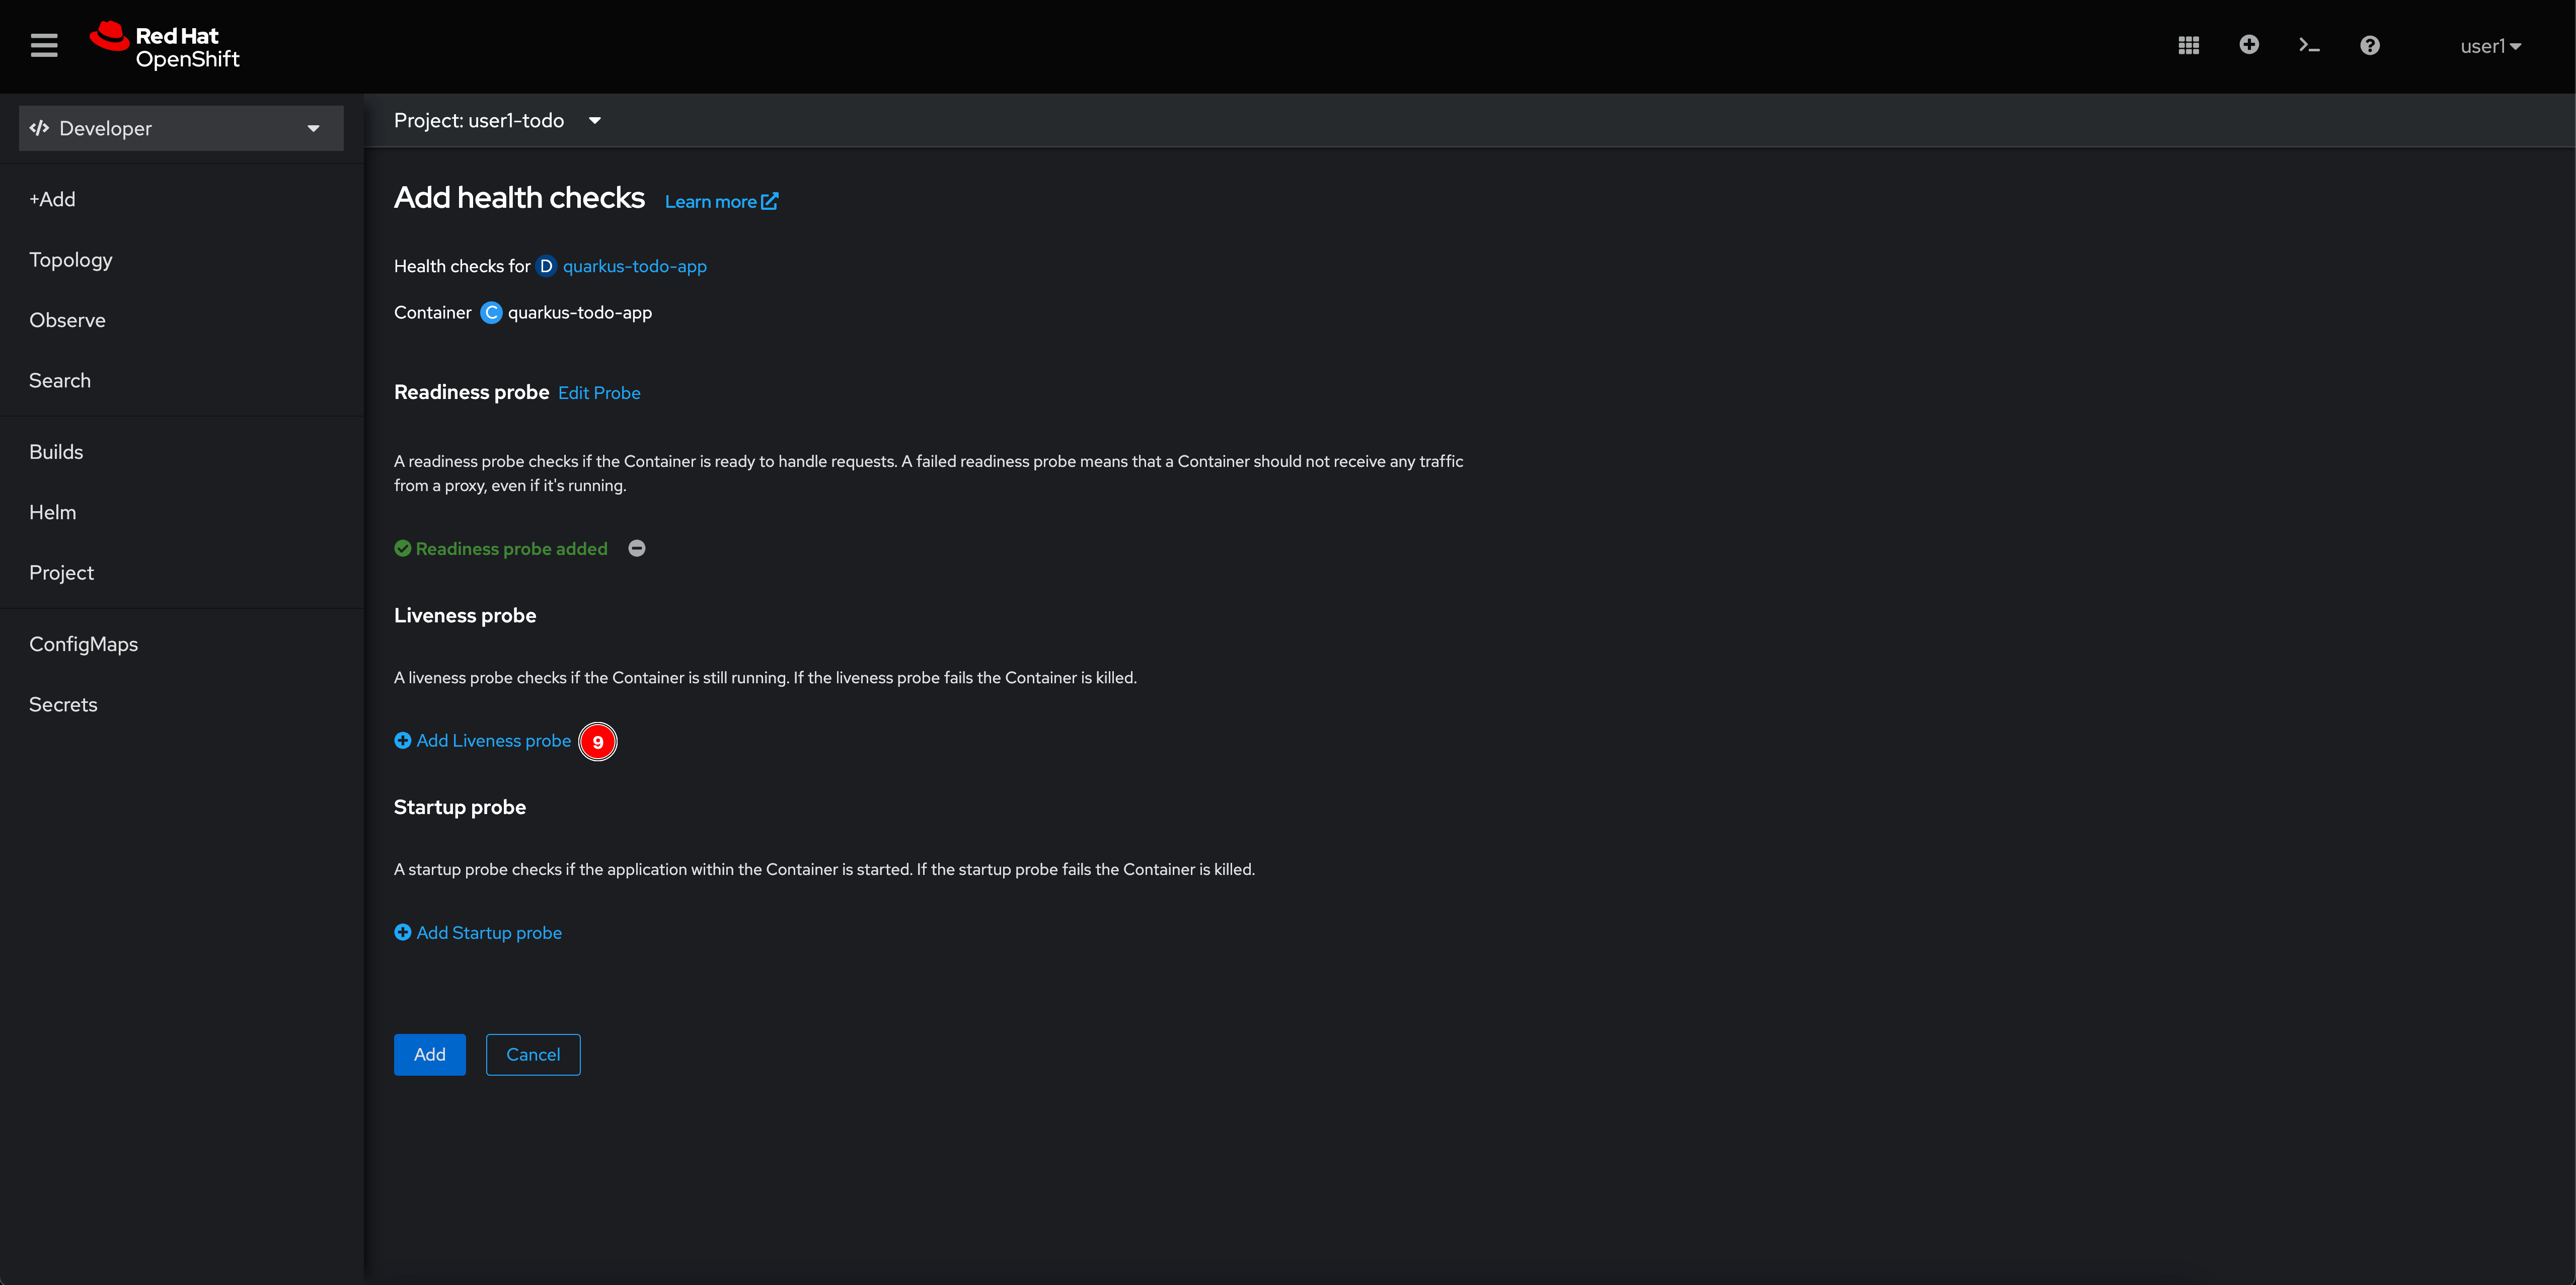 Red Hat
OpenShift
user1
Developer
Project: user1-todo
+Add
Topology
Observe
Search
Builds
Helm
Project
ConfigMaps
Secrets
Add health checks Learn more
Health checks for D quarkus-todo-app
Container C quarkus-todo-app
Readiness probe Edit Probe
A readiness probe checks if the Container is ready to handle requests. A failed readiness probe means that a Container should not receive any traffic
from a proxy, even if it's running.
Readiness probe added
Liveness probe
A liveness probe checks if the Container is still running. If the liveness probe fails the Container is killed.
Add Liveness probe 9
Startup probe
A startup probe checks if the application within the Container is started. If the startup probe fails the Container is killed.
Add Startup probe
Add Cancel